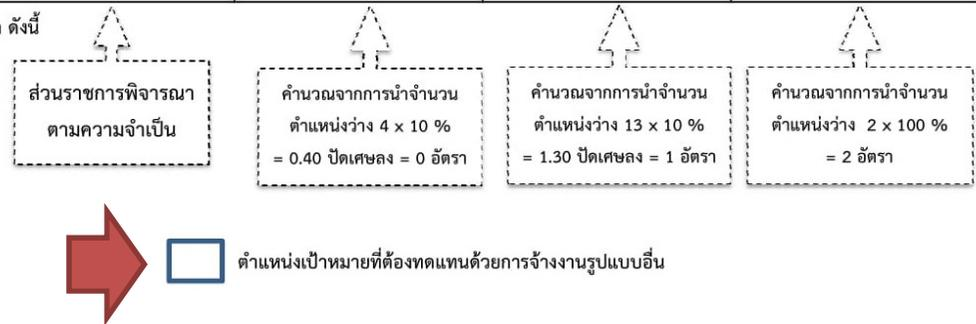 ดังนี้
ส่วนราชการพิจารณา
ตามความจำเป็น
คำนวณจากการนำจำนวน
ตำแหน่งว่าง 4 x 10 %
= 0.40 ปัดเศษลง = 0 อัตรา
คำนวณจากการนำจำนวน
ตำแหน่งว่าง 13 x 10 %
= 1.30 ปัดเศษลง = 1 อัตรา
คำนวณจากการนำจำนวน
ตำแหน่งว่าง 2 x 100 %
= 2 อัตรา
ตำแหน่งเป้าหมายที่ต้องทดแทนด้วยการจ้างงานรูปแบบอื่น